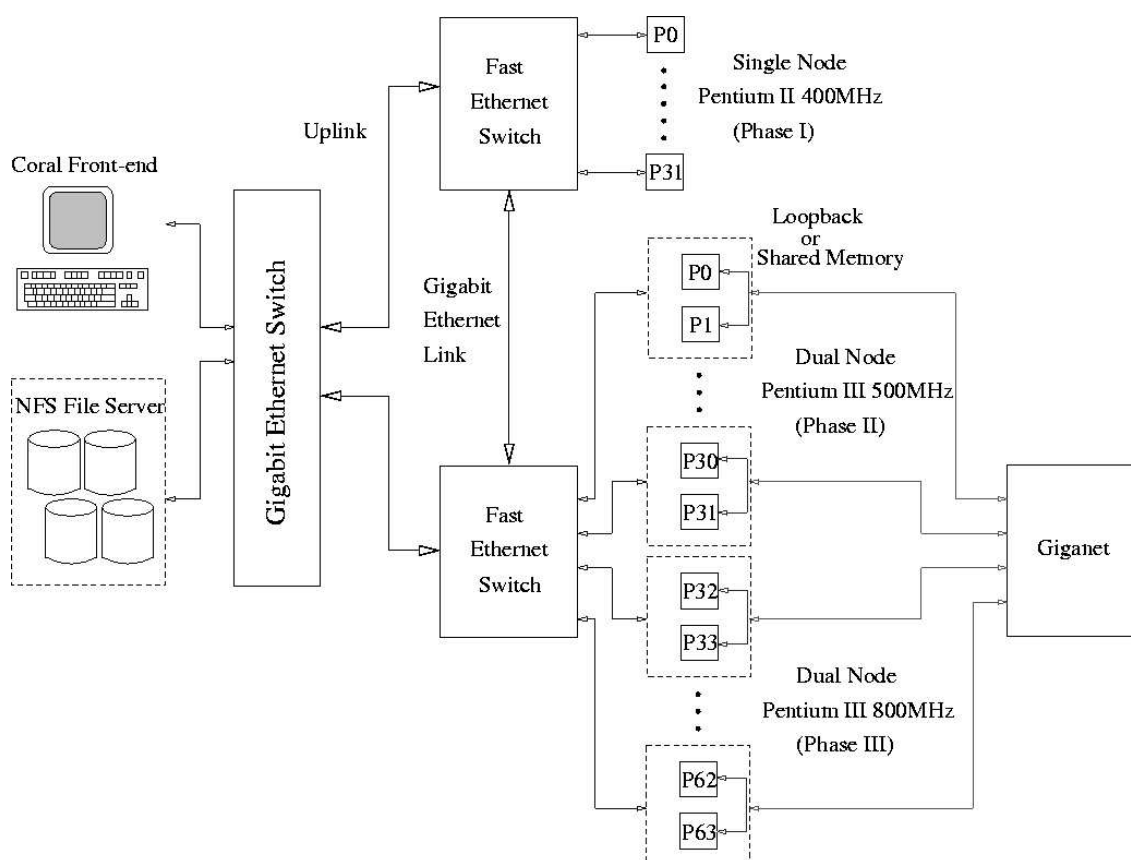 Fast
Ethernet
Switch
P0
P31
Single Node
Pentium II 400MHz
(Phase I)
Uplink
Coral Front-end
Gigabit Ethernet Switch
Gigabit
Ethernet
Link
NFS File Server
Loopback
or
Shared Memory
P0
P1
Dual Node
Pentium III 500MHz
(Phase II)
P30
P31
Fast
Ethernet
Switch
P32
P33
Giganet
Dual Node
Pentium III 800MHz
(Phase III)
P62
P63